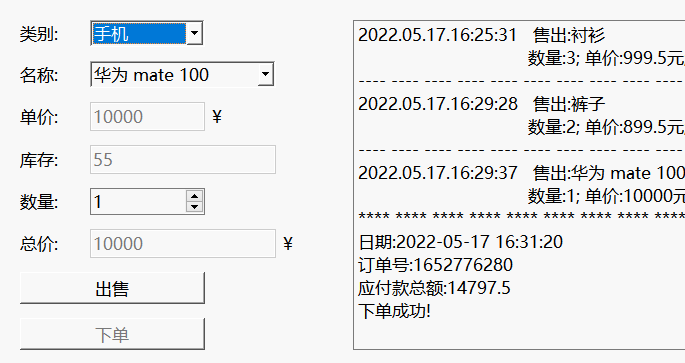 类别: 手机
名称: 华为 mate 100
单价: 10000 ¥
库存: 55
数量: 1
总价: 10000 ¥
出售
下单
2022.05.17.16:25:31 售出:衬衫
数量:3; 单价:999.5元
---- ---- ---- ---- ---- ---- ---- ---- ---- ----
2022.05.17.16:29:28 售出:裤子
数量:2; 单价:899.5元
---- ---- ---- ---- ---- ---- ---- ---- ---- ----
2022.05.17.16:29:37 售出:华为 mate 100
数量:1; 单价:10000元
**** **** **** **** **** **** **** **** ****
日期:2022-05-17 16:31:20
订单号:1652776280
应付款总额:14797.5
下单成功!